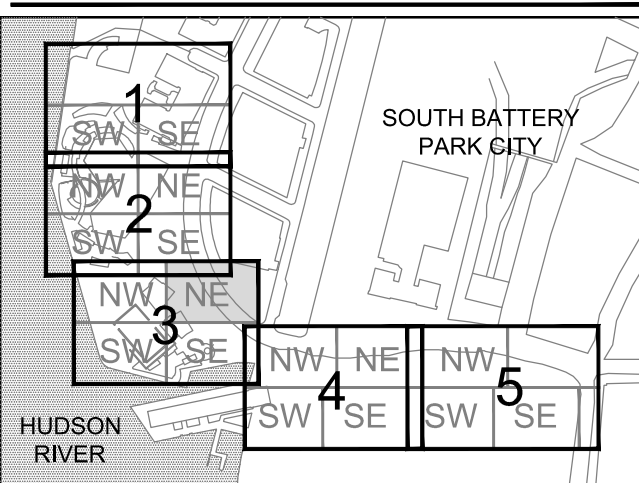 1
SW SE
SOUTH BATTERY
PARK CITY
NW NE
2
SW SE
NW NE
3
SW SE
NW NE
4
SW SE
NW
5
SW SE
HUDSON
RIVER